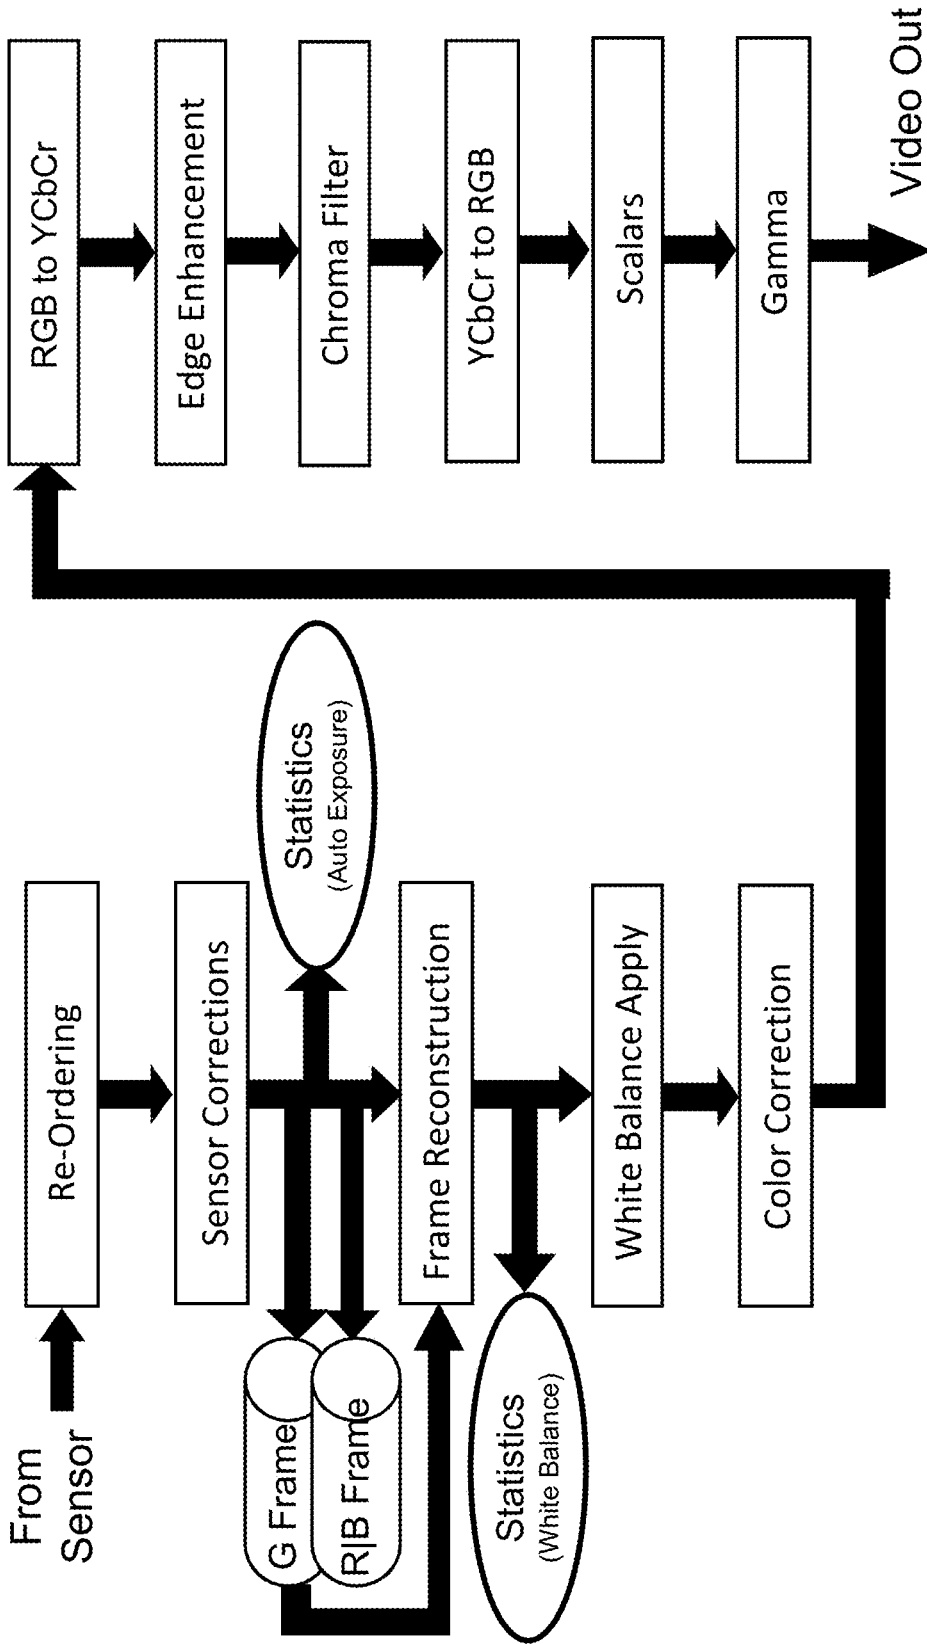 From
Sensor
Re-Ordering
Sensor Corrections
G Frame
R|B Frame
Statistics
(Auto Exposure)
Frame Reconstruction
Statistics
(White Balance)
White Balance Apply
Color Correction
RGB to YCbCr
Edge Enhancement
Chroma Filter
YCbCr to RGB
Scalars
Gamma
Video Out